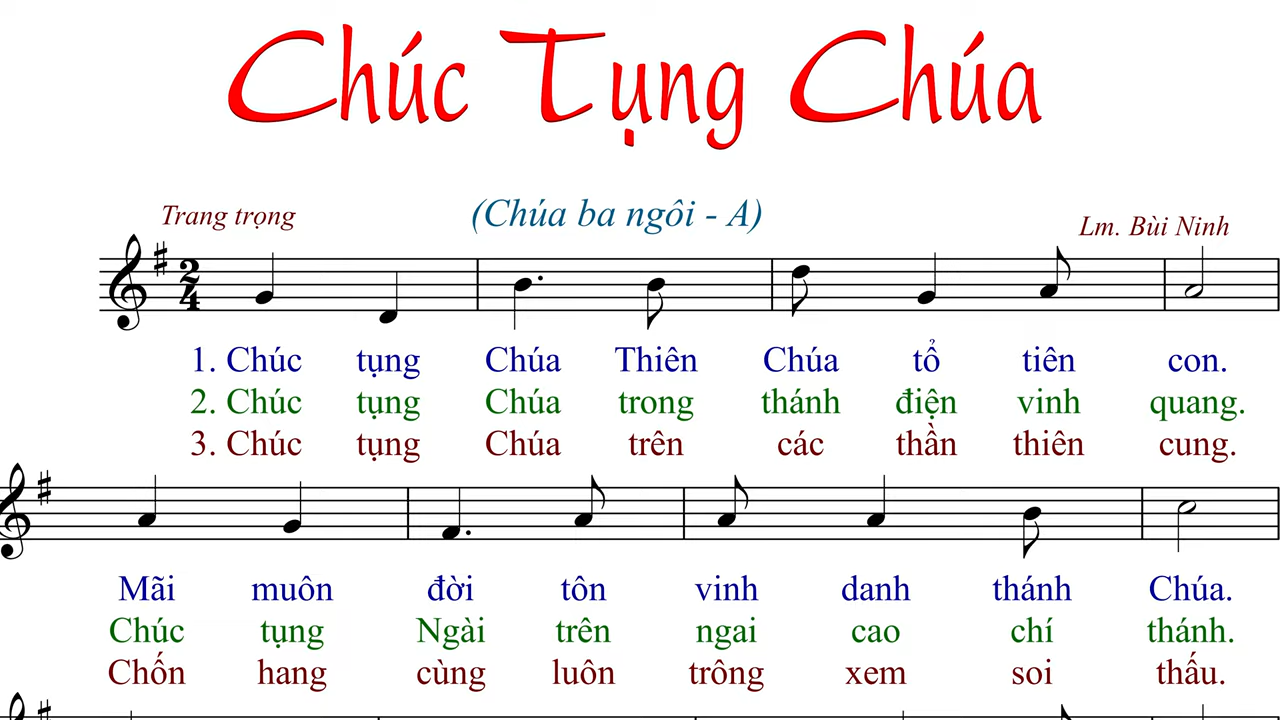 Chúc Tụng Chúa
Trang trọng
(Chúa ba ngôi - A)
Lm. Bùi Ninh
2
4
1. Chúc tụng Chúa Thiên Chúa tổ tiên con.
2. Chúc tụng Chúa trong thánh điện vinh quang.
3. Chúc tụng Chúa trên các thần thiên cung.
Mãi muôn đời tôn vinh danh thánh Chúa.
Chúc tụng Ngài trên ngai cao chí thánh.
Chốn hang cùng luôn trông xem soi thấu.